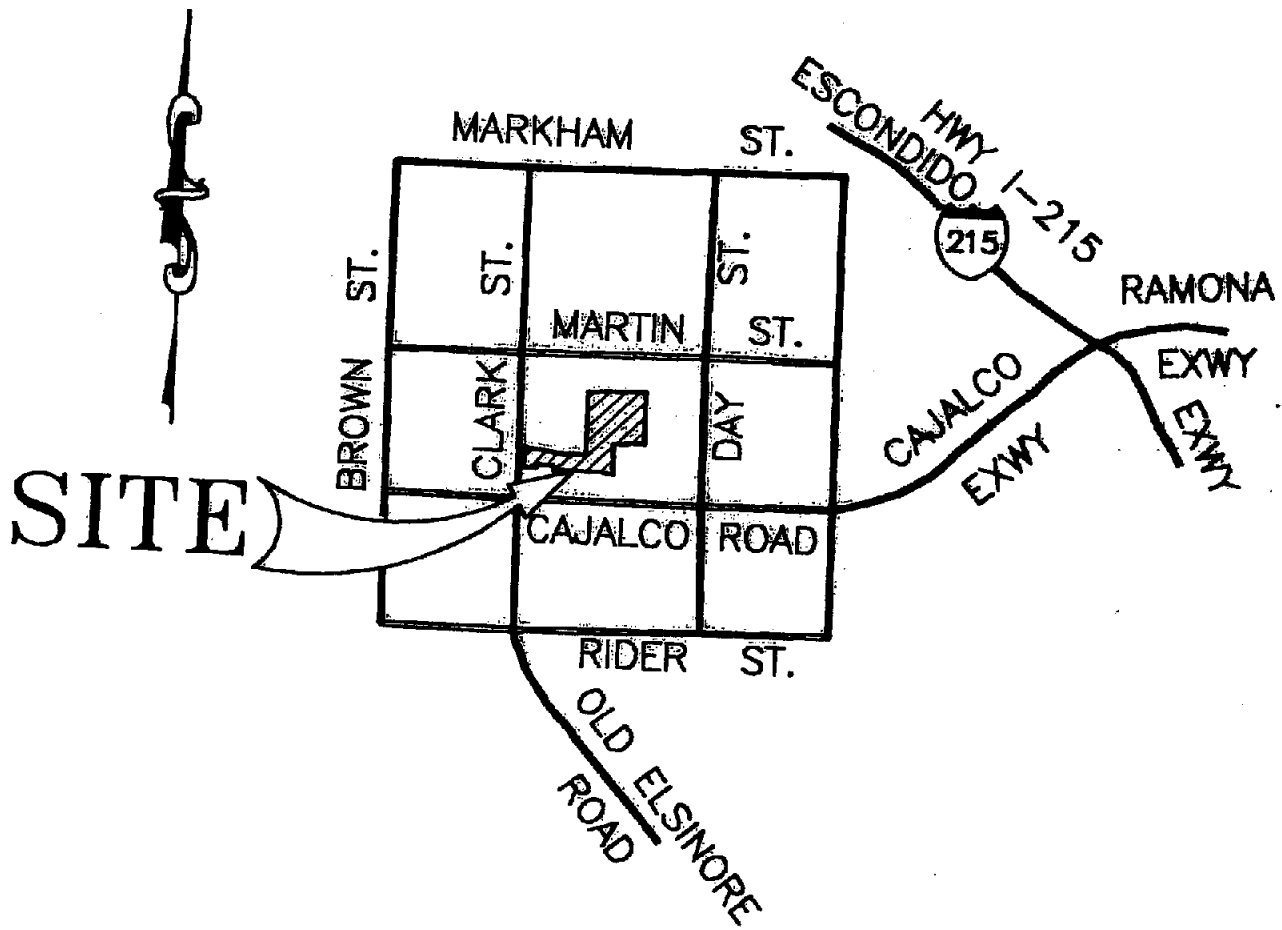 MARKHAM ST.
ESCONDIDO
HWY I-215
215
BROWN ST.
CLARK ST.
DAY ST.
MARTIN ST.
RAMONA
EXWY
CAJALCO
EXWY
EXWY
SITE
CAJALCO ROAD
RIDER ST.
OLD ELSINORE
ROAD